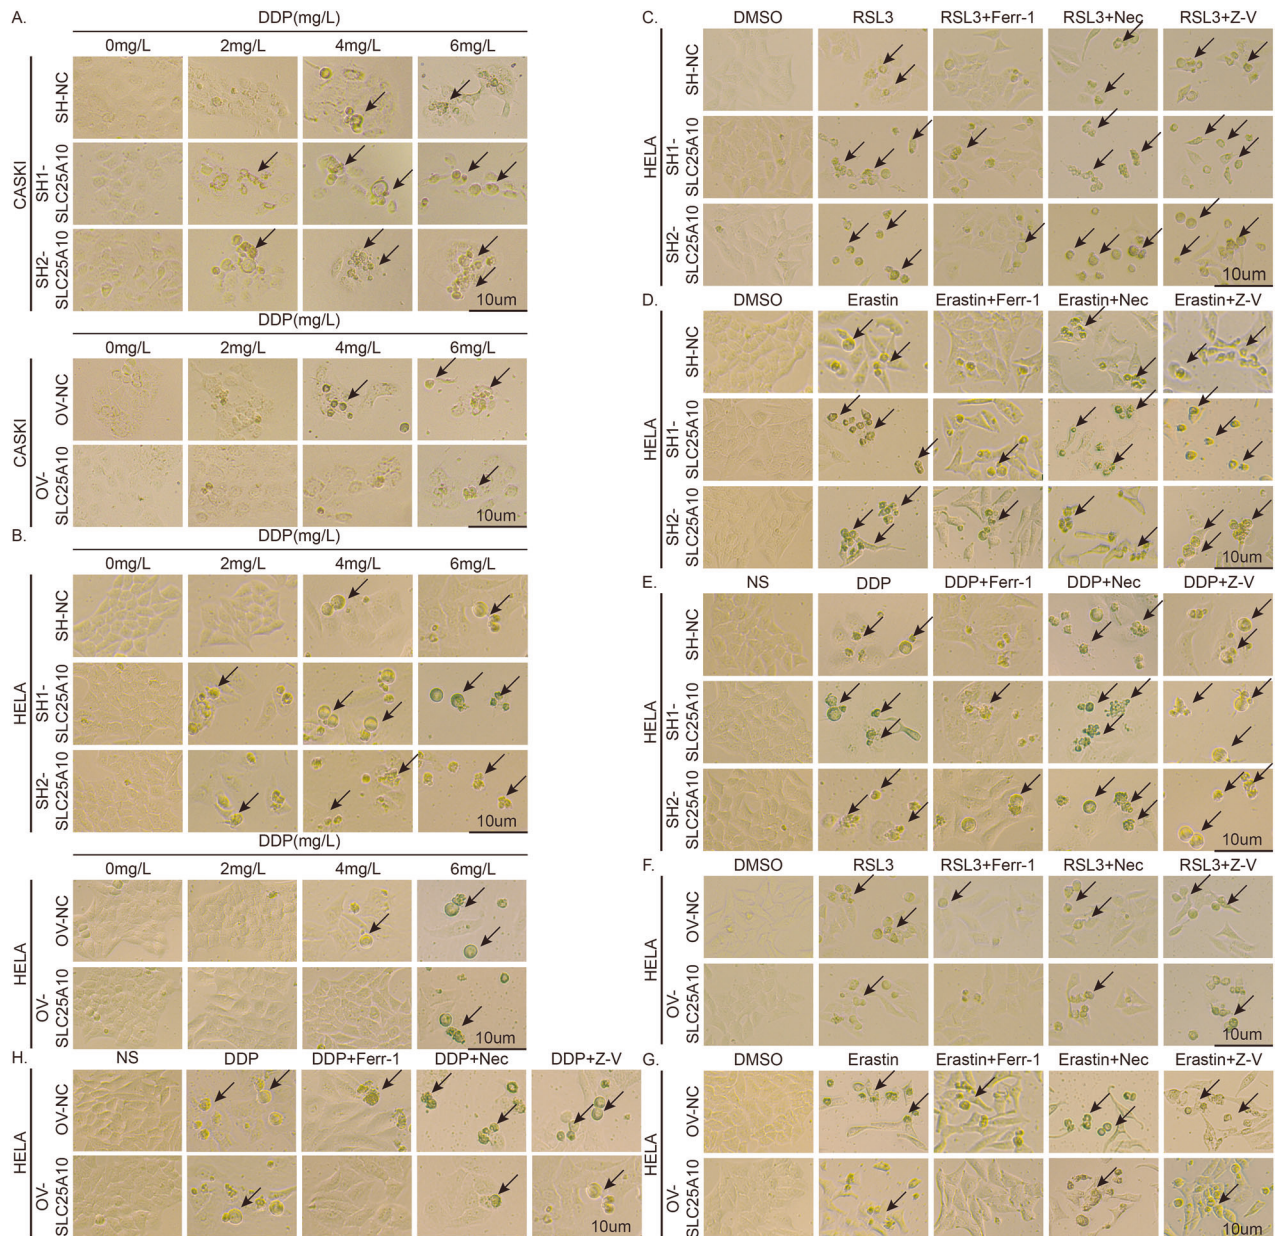 A.
DDP(mg/L)
0mg/L 2mg/L 4mg/L 6mg/L
CASKI
SH-NC
SH1-
SLC25A10
SH2-
SLC25A10
10um
DDP(mg/L)
0mg/L 2mg/L 4mg/L 6mg/L
CASKI
OV-NC
OV-
SLC25A10
10um
B.
DDP(mg/L)
0mg/L 2mg/L 4mg/L 6mg/L
HELA
SH-NC
SH1-
SLC25A10
SH2-
SLC25A10
10um
DDP(mg/L)
0mg/L 2mg/L 4mg/L 6mg/L
HELA
OV-NC
OV-
SLC25A10
10um
H.
NS DDP DDP+Ferr-1 DDP+Nec DDP+Z-V
HELA
OV-NC
OV-
SLC25A10
10um
C.
DMSO RSL3 RSL3+Ferr-1 RSL3+Nec RSL3+Z-V
HELA
SH-NC
SH1-
SLC25A10
SH2-
SLC25A10
10um
D.
DMSO Erastin Erastin+Ferr-1 Erastin+Nec Erastin+Z-V
HELA
SH-NC
SH1-
SLC25A10
SH2-
SLC25A10
10um
E.
NS DDP DDP+Ferr-1 DDP+Nec DDP+Z-V
HELA
SH-NC
SH1-
SLC25A10
SH2-
SLC25A10
10um
F.
DMSO RSL3 RSL3+Ferr-1 RSL3+Nec RSL3+Z-V
HELA
OV-NC
OV-
SLC25A10
10um
G.
DMSO Erastin Erastin+Ferr-1 Erastin+Nec Erastin+Z-V
HELA
OV-NC
OV-
SLC25A10
10um